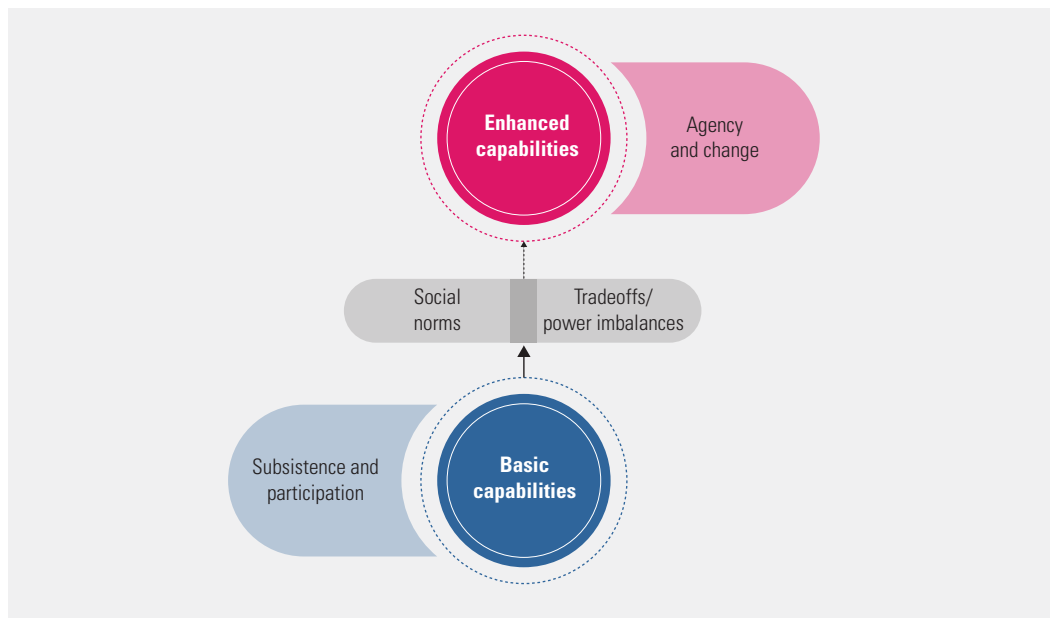 Enhanced
capabilities
Agency
and change
Social
norms
Tradeoffs/
power imbalances
Subsistence and
participation
Basic
capabilities